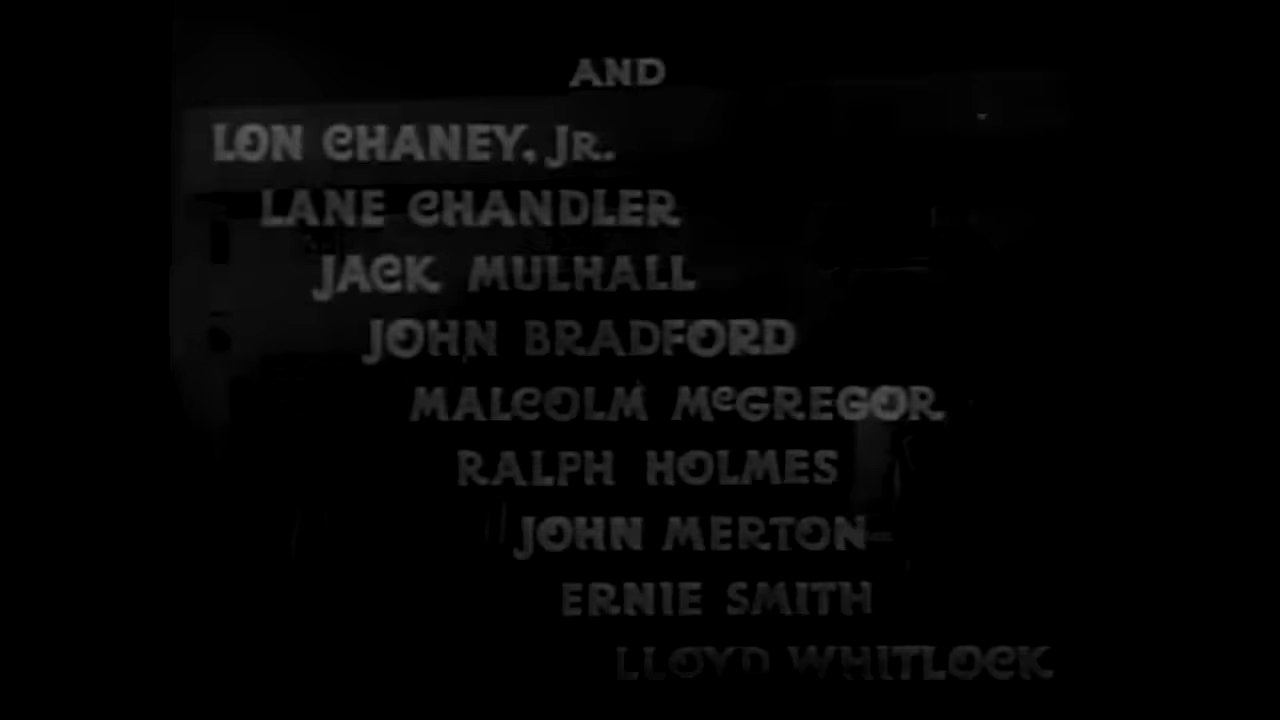 AND
LON CHANEY, JR.
LANE CHANDLER
JACK MULHALL
JOHN BRADFORD
MALCOLM McGREGOR
RALPH HOLMES
JOHN MERTON
ERNIE SMITH
LLOYD WHITLOCK